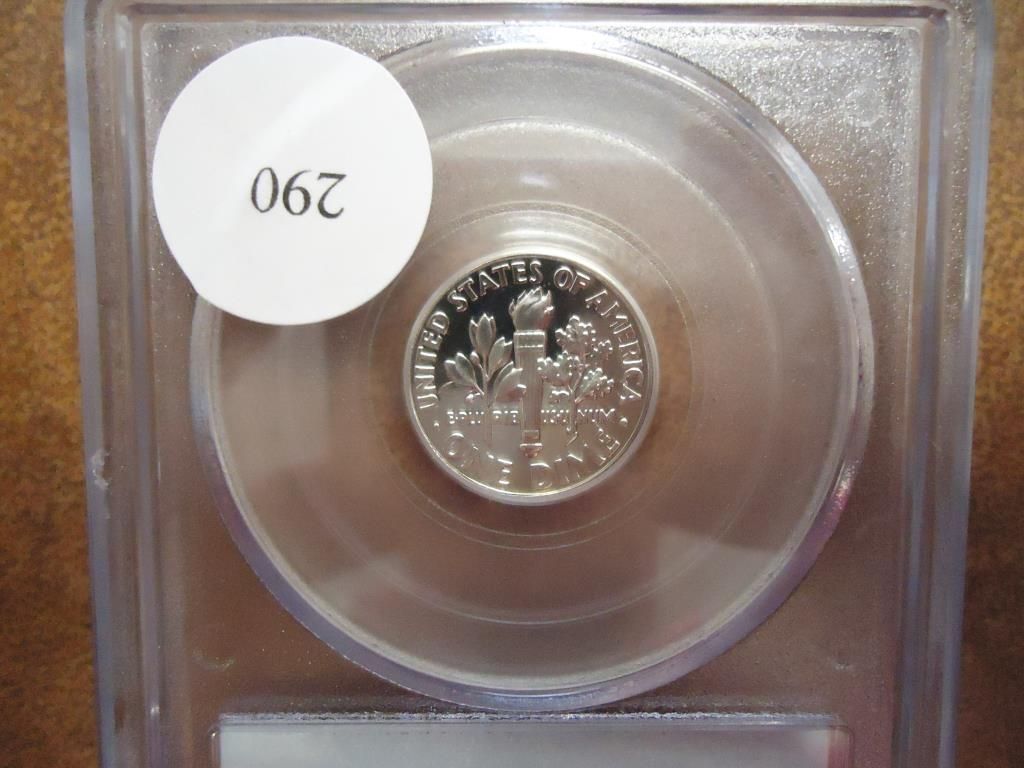 290
UNITED STATES OF AMERICA
E PLURIBUS UNUM
· ONE DIME ·